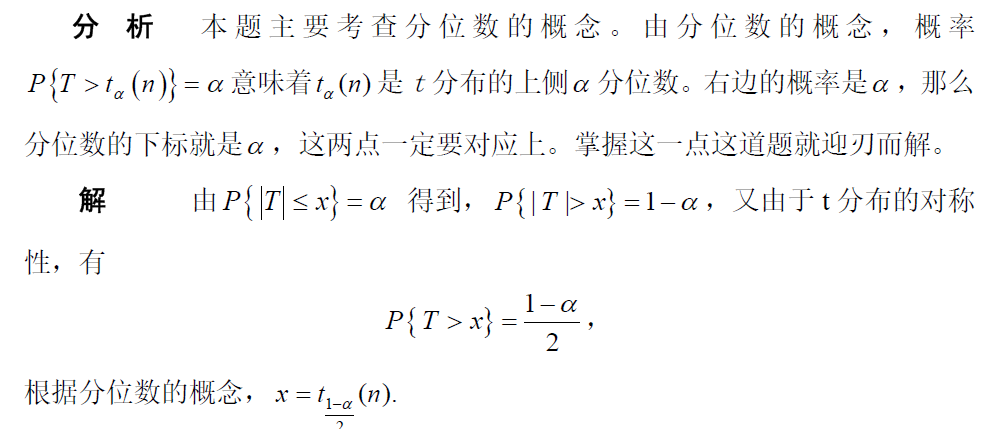 分 析 本题主要考查分位数的概念。由分位数的概念，概率
P{T > t_α(n)} = α 意味着 t_α(n) 是 t 分布的上侧 α 分位数。右边的概率是 α，那么
分位数的下标就是 α，这两点一定要对应上。掌握这一点这道题就迎刃而解。
解 由 P{|T| ≤ x} = α 得到，P{|T|> x} = 1−α，又由于 t 分布的对称
性，有
P{T > x} = \frac{1−α}{2}，
根据分位数的概念，x = t_{\frac{1−α}{2}}(n).